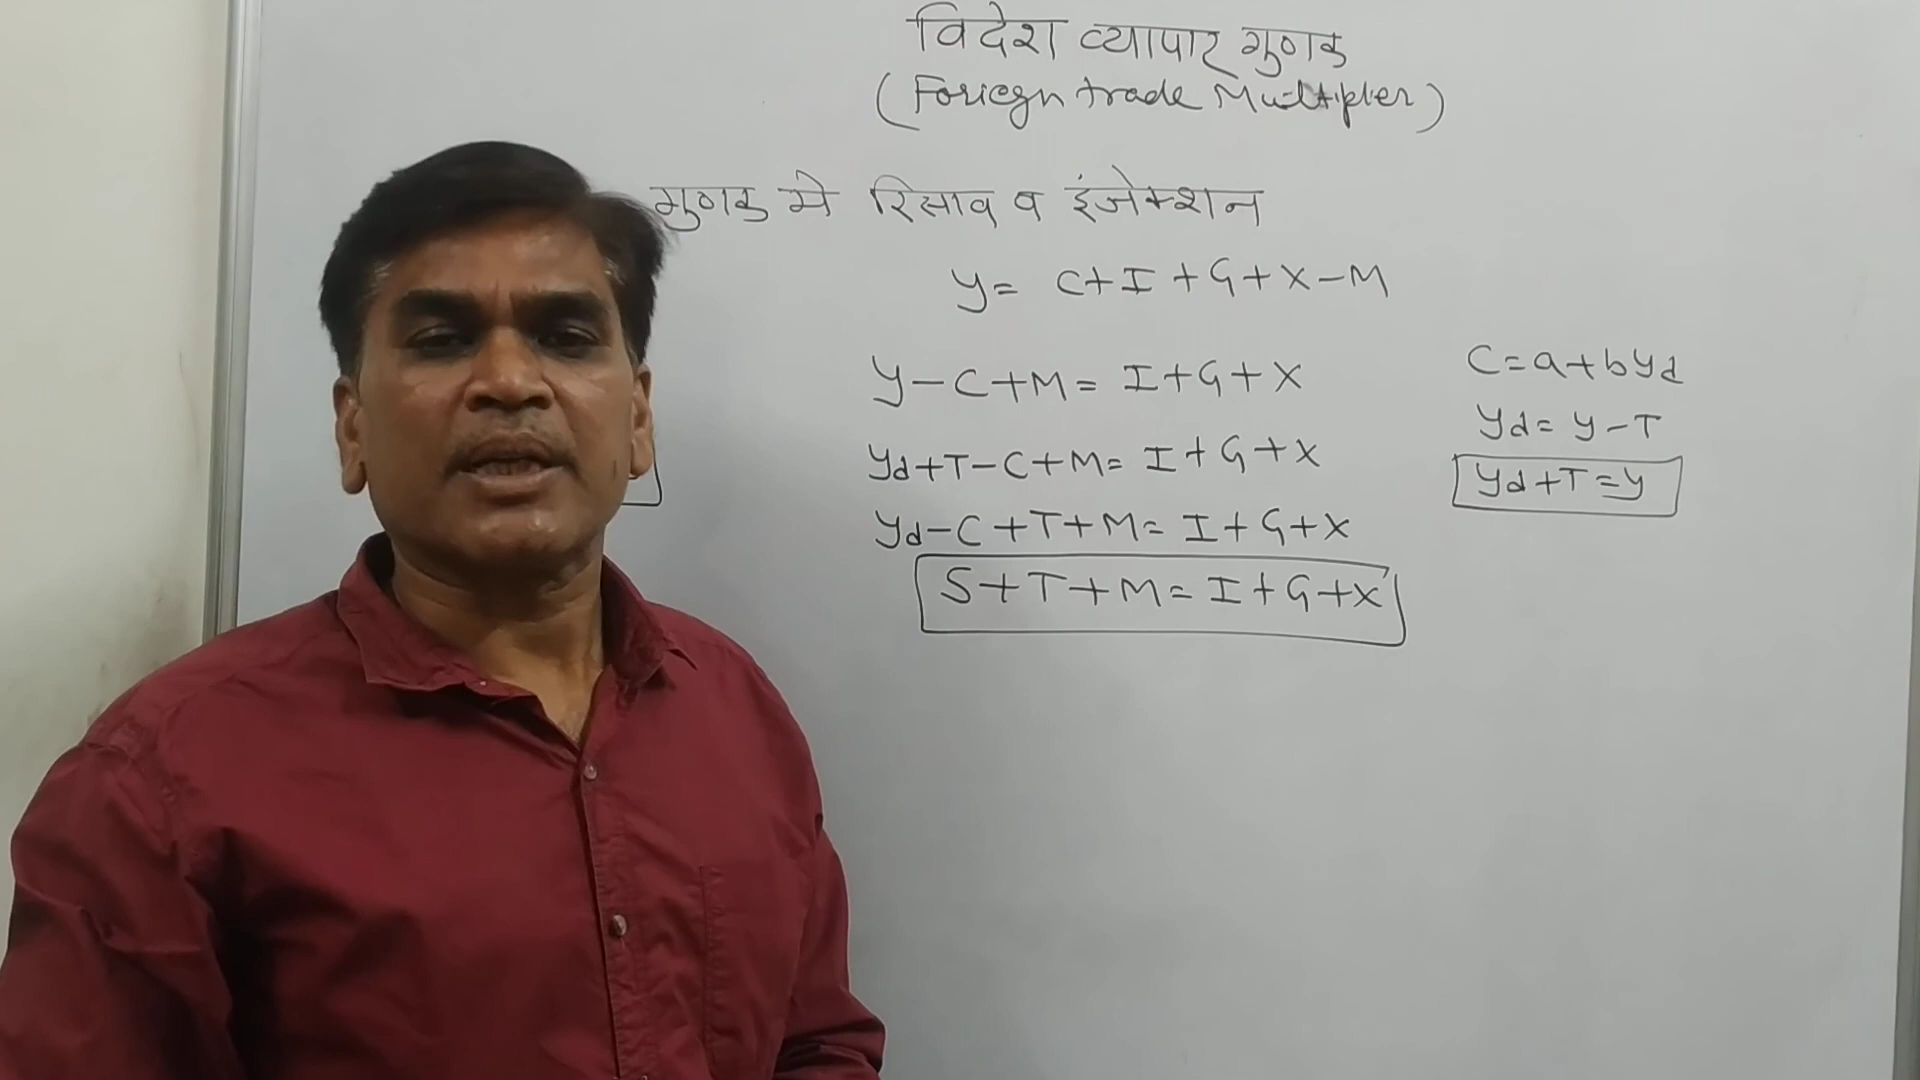 विदेश व्यापार गुणक
(Foriegn trade Multiplier)
गुणक मे रिसाव व इंजेक्शन
y= C+I+G+X-M
y-C+M= I+G+X
yd+T-C+M= I+G+X
yd-C+T+M= I+G+X
S+T+M= I+G+X
C=a+byd
yd= y-T
yd+T=y